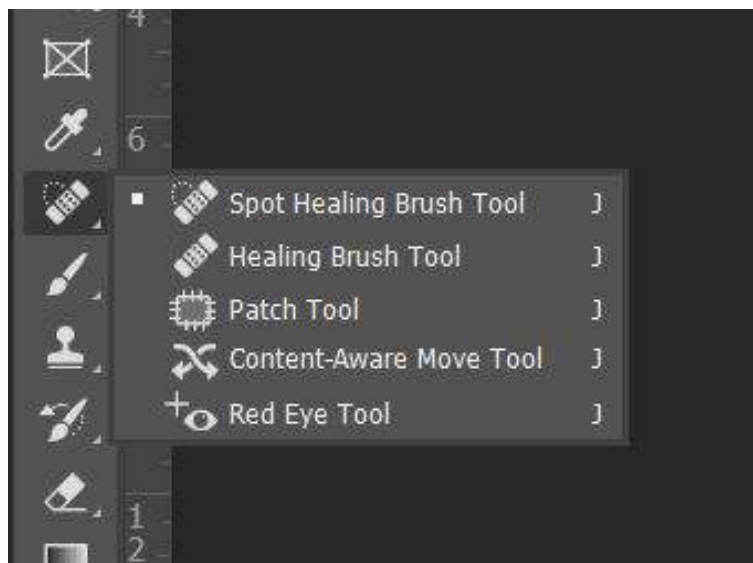 4
6
Spot Healing Brush Tool J
Healing Brush Tool J
Patch Tool J
Content-Aware Move Tool J
Red Eye Tool J
1
2